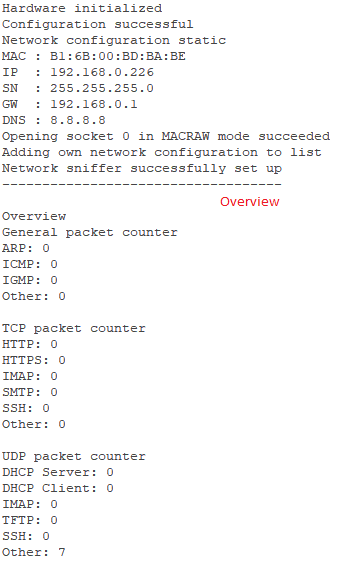 Hardware initialized
Configuration successful
Network configuration static
MAC : B1:6B:00:BD:BA:BE
IP  : 192.168.0.226
SN  : 255.255.255.0
GW  : 192.168.0.1
DNS : 8.8.8.8
Opening socket 0 in MACRAW mode succeeded
Adding own network configuration to list
Network sniffer successfully set up
-----------------------------------
Overview
Overview
General packet counter
ARP: 0
ICMP: 0
IGMP: 0
Other: 0

TCP packet counter
HTTP: 0
HTTPS: 0
IMAP: 0
SMTP: 0
SSH: 0
Other: 0

UDP packet counter
DHCP Server: 0
DHCP Client: 0
IMAP: 0
TFTP: 0
SSH: 0
Other: 7